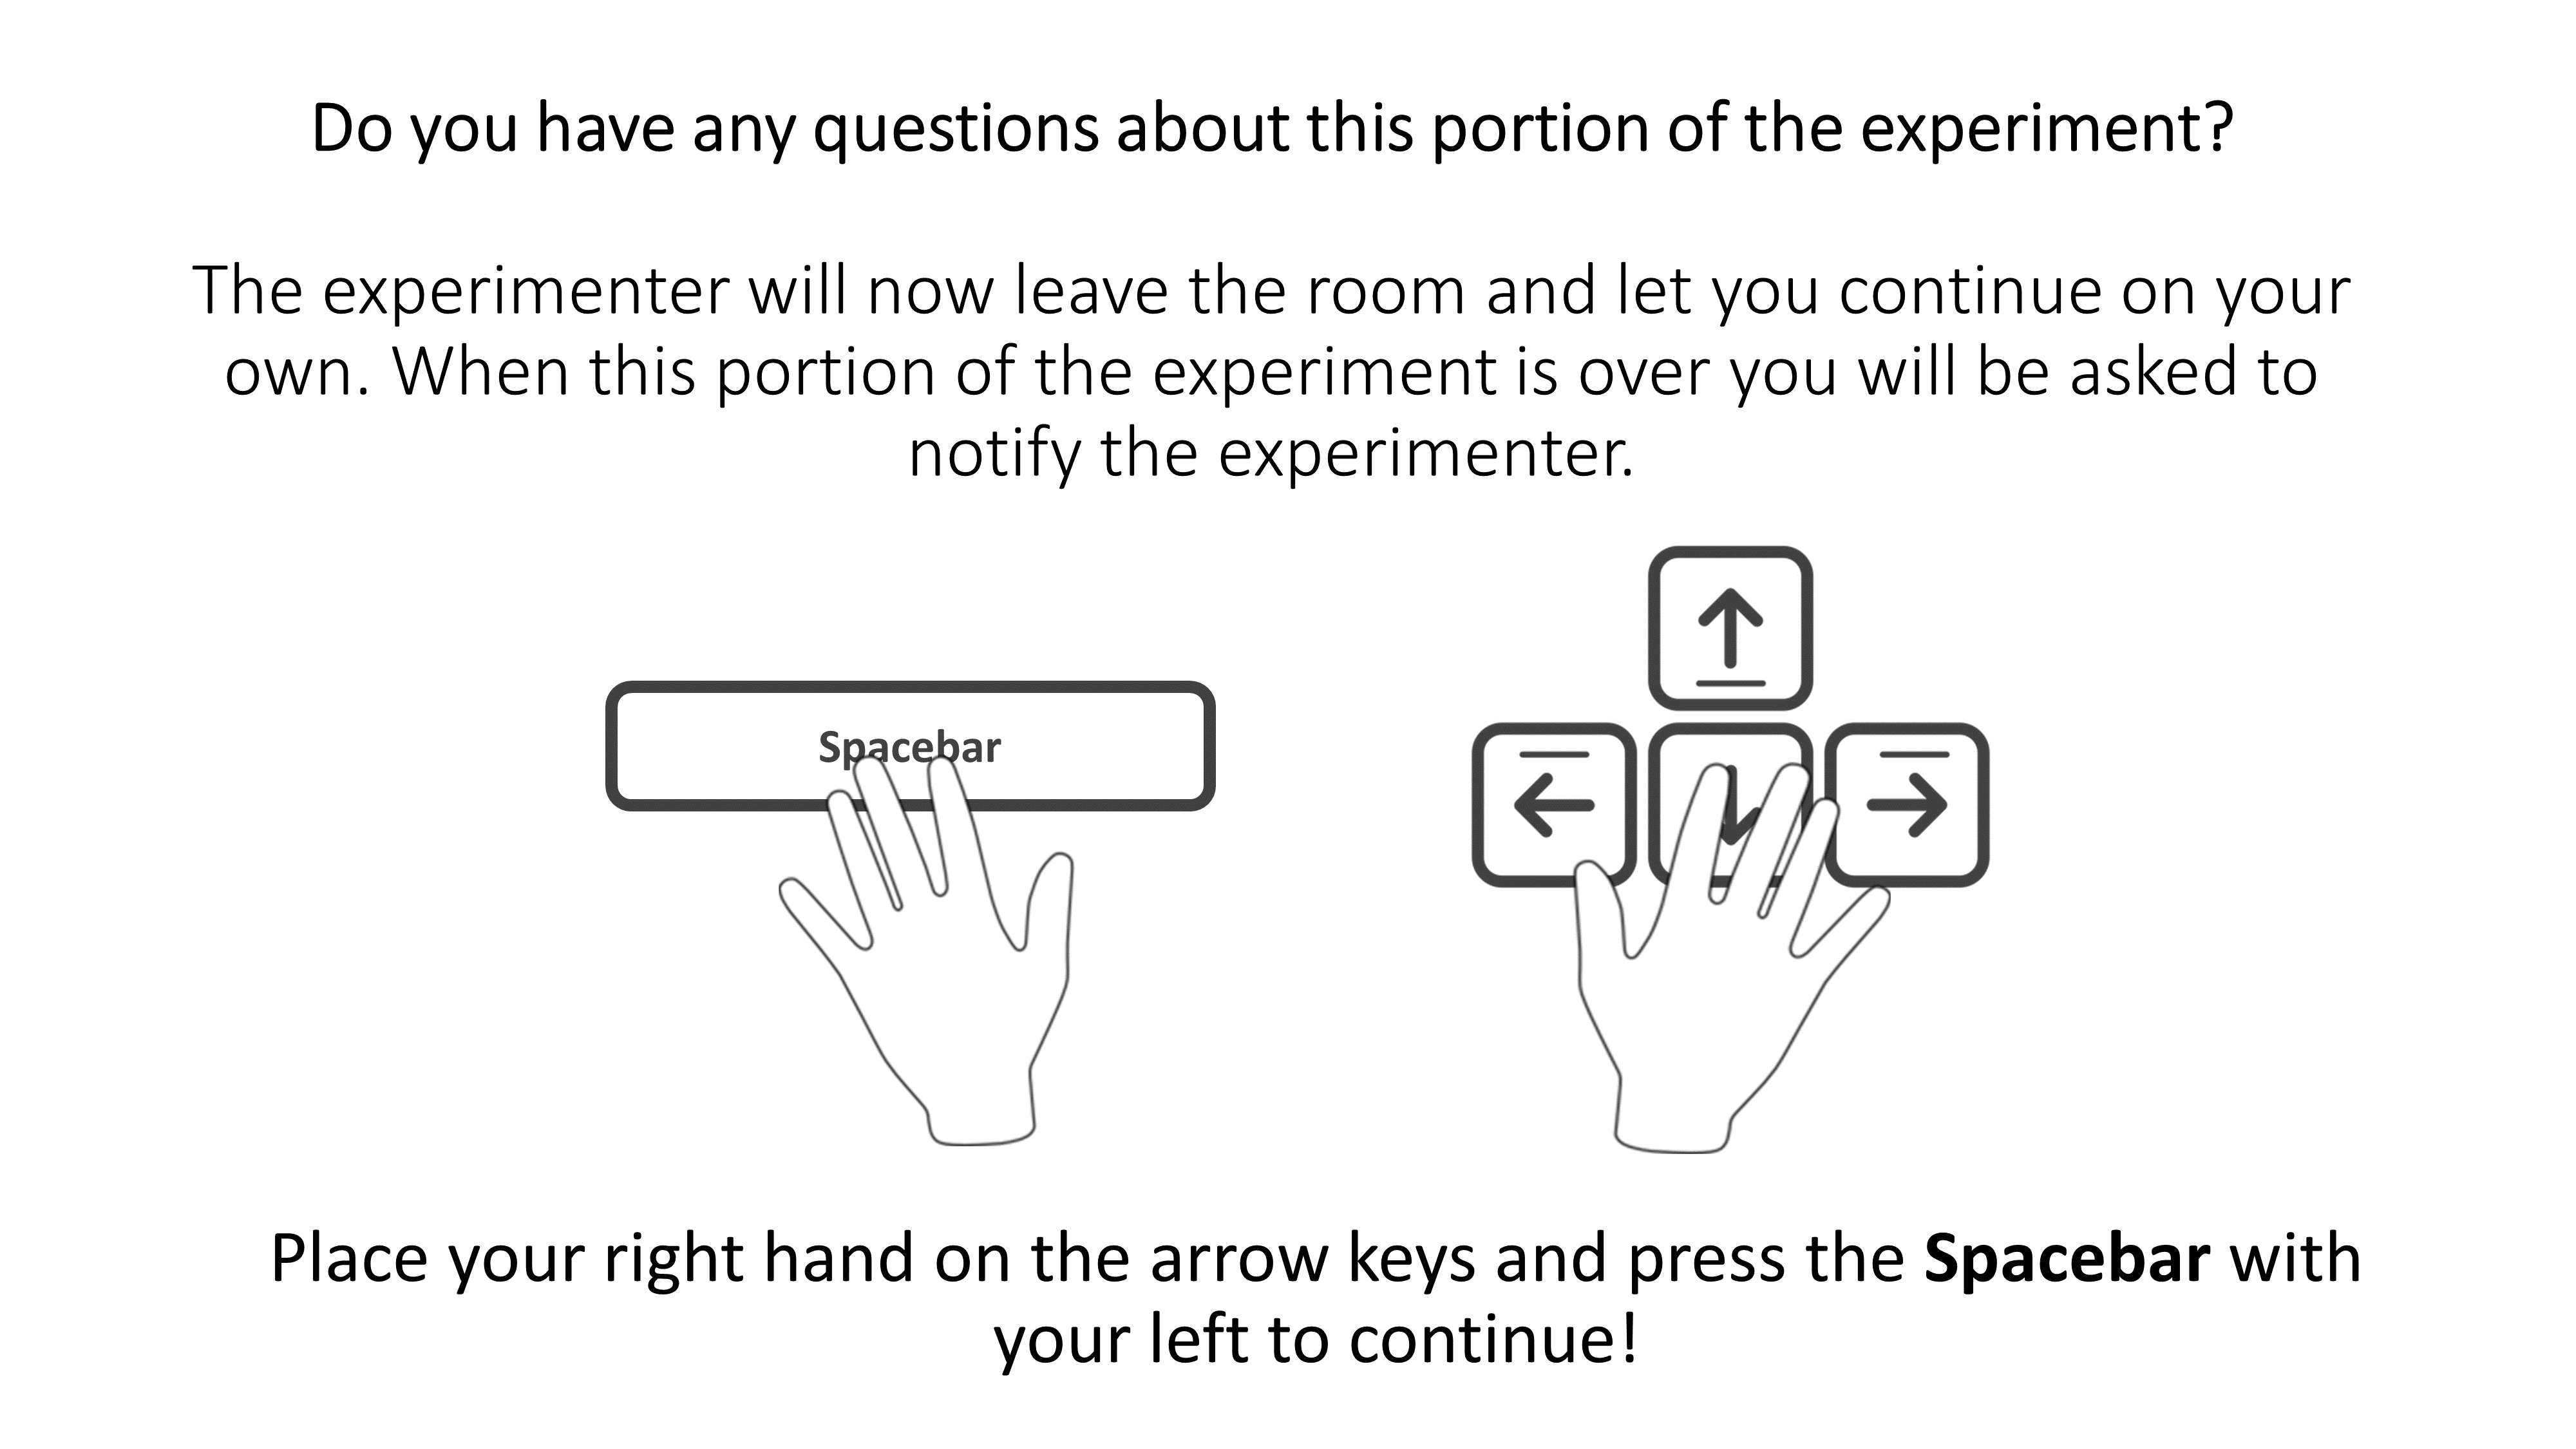 Do you have any questions about this portion of the experiment?
The experimenter will now leave the room and let you continue on your
own. When this portion of the experiment is over you will be asked to
notify the experimenter.
Spacebar
Place your right hand on the arrow keys and press the Spacebar with
your left to continue!